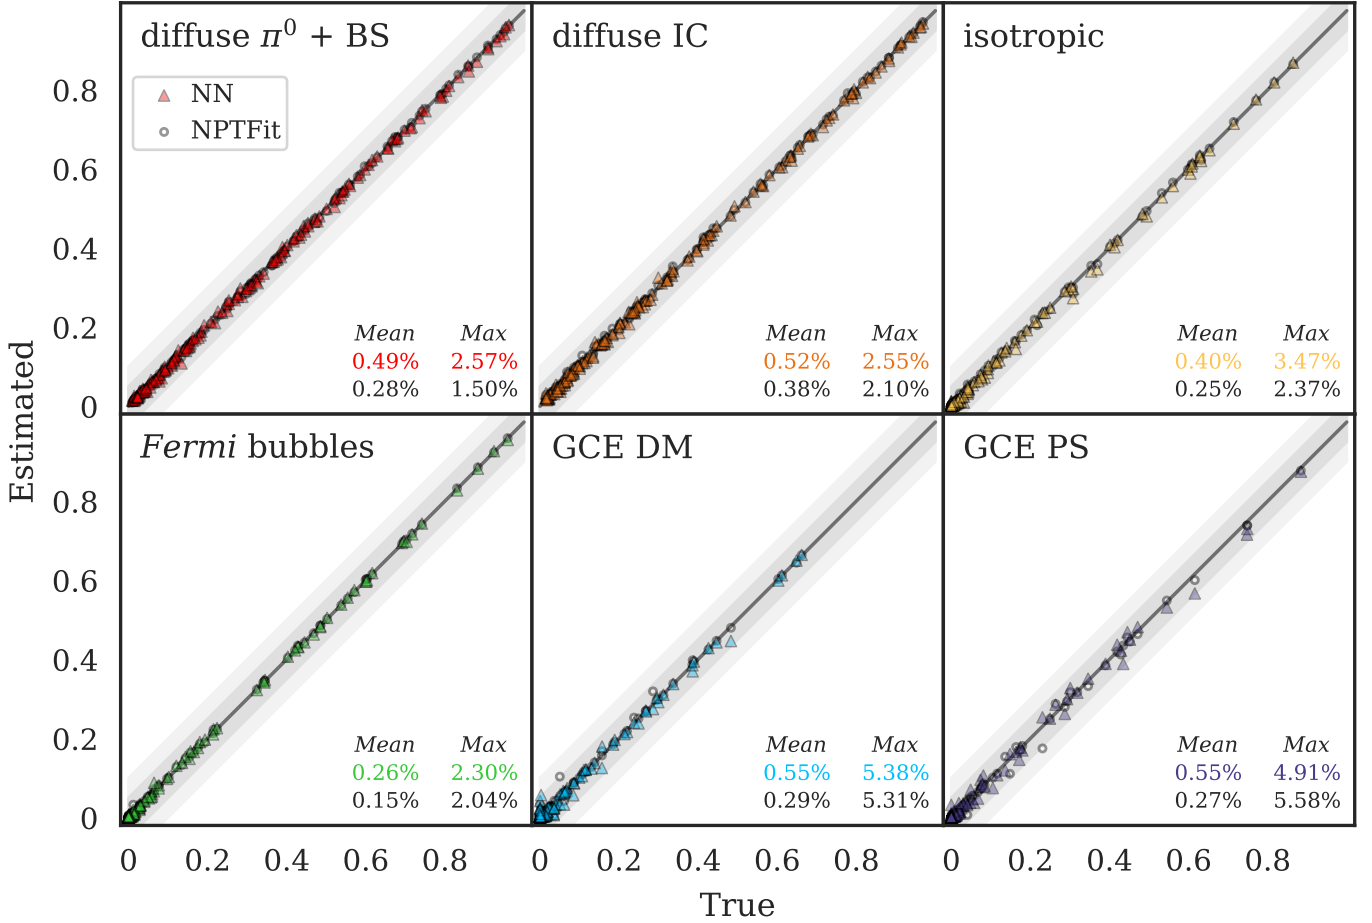 diffuse π⁰ + BS
NN
NPTFit
Mean Max
0.49% 2.57%
0.28% 1.50%
diffuse IC
Mean Max
0.52% 2.55%
0.38% 2.10%
isotropic
Mean Max
0.40% 3.47%
0.25% 2.37%
0.8
0.6
0.4
0.2
0
Estimated
Fermi bubbles
Mean Max
0.26% 2.30%
0.15% 2.04%
GCE DM
Mean Max
0.55% 5.38%
0.29% 5.31%
GCE PS
Mean Max
0.55% 4.91%
0.27% 5.58%
0.8
0.6
0.4
0.2
0
0 0.2 0.4 0.6 0.8
0 0.2 0.4 0.6 0.8
0 0.2 0.4 0.6 0.8
True